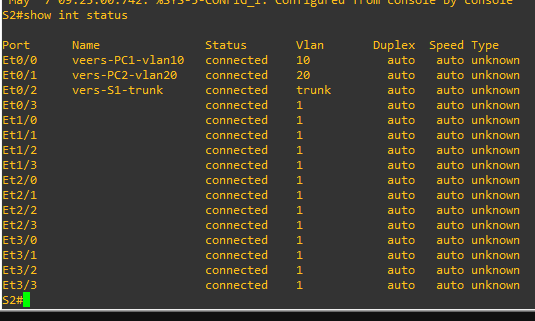 May  7 09:25:00.742: %SYS-5-CONFIG_I: Configured from console by console
S2#show int status
Port Name Status Vlan Duplex Speed Type
Et0/0 veers-PC1-vlan10 connected 10 auto auto unknown
Et0/1 vers-PC2-vlan20 connected 20 auto auto unknown
Et0/2 vers-S1-trunk connected trunk auto auto unknown
Et0/3 connected 1 auto auto unknown
Et1/0 connected 1 auto auto unknown
Et1/1 connected 1 auto auto unknown
Et1/2 connected 1 auto auto unknown
Et1/3 connected 1 auto auto unknown
Et2/0 connected 1 auto auto unknown
Et2/1 connected 1 auto auto unknown
Et2/2 connected 1 auto auto unknown
Et2/3 connected 1 auto auto unknown
Et3/0 connected 1 auto auto unknown
Et3/1 connected 1 auto auto unknown
Et3/2 connected 1 auto auto unknown
Et3/3 connected 1 auto auto unknown
S2#